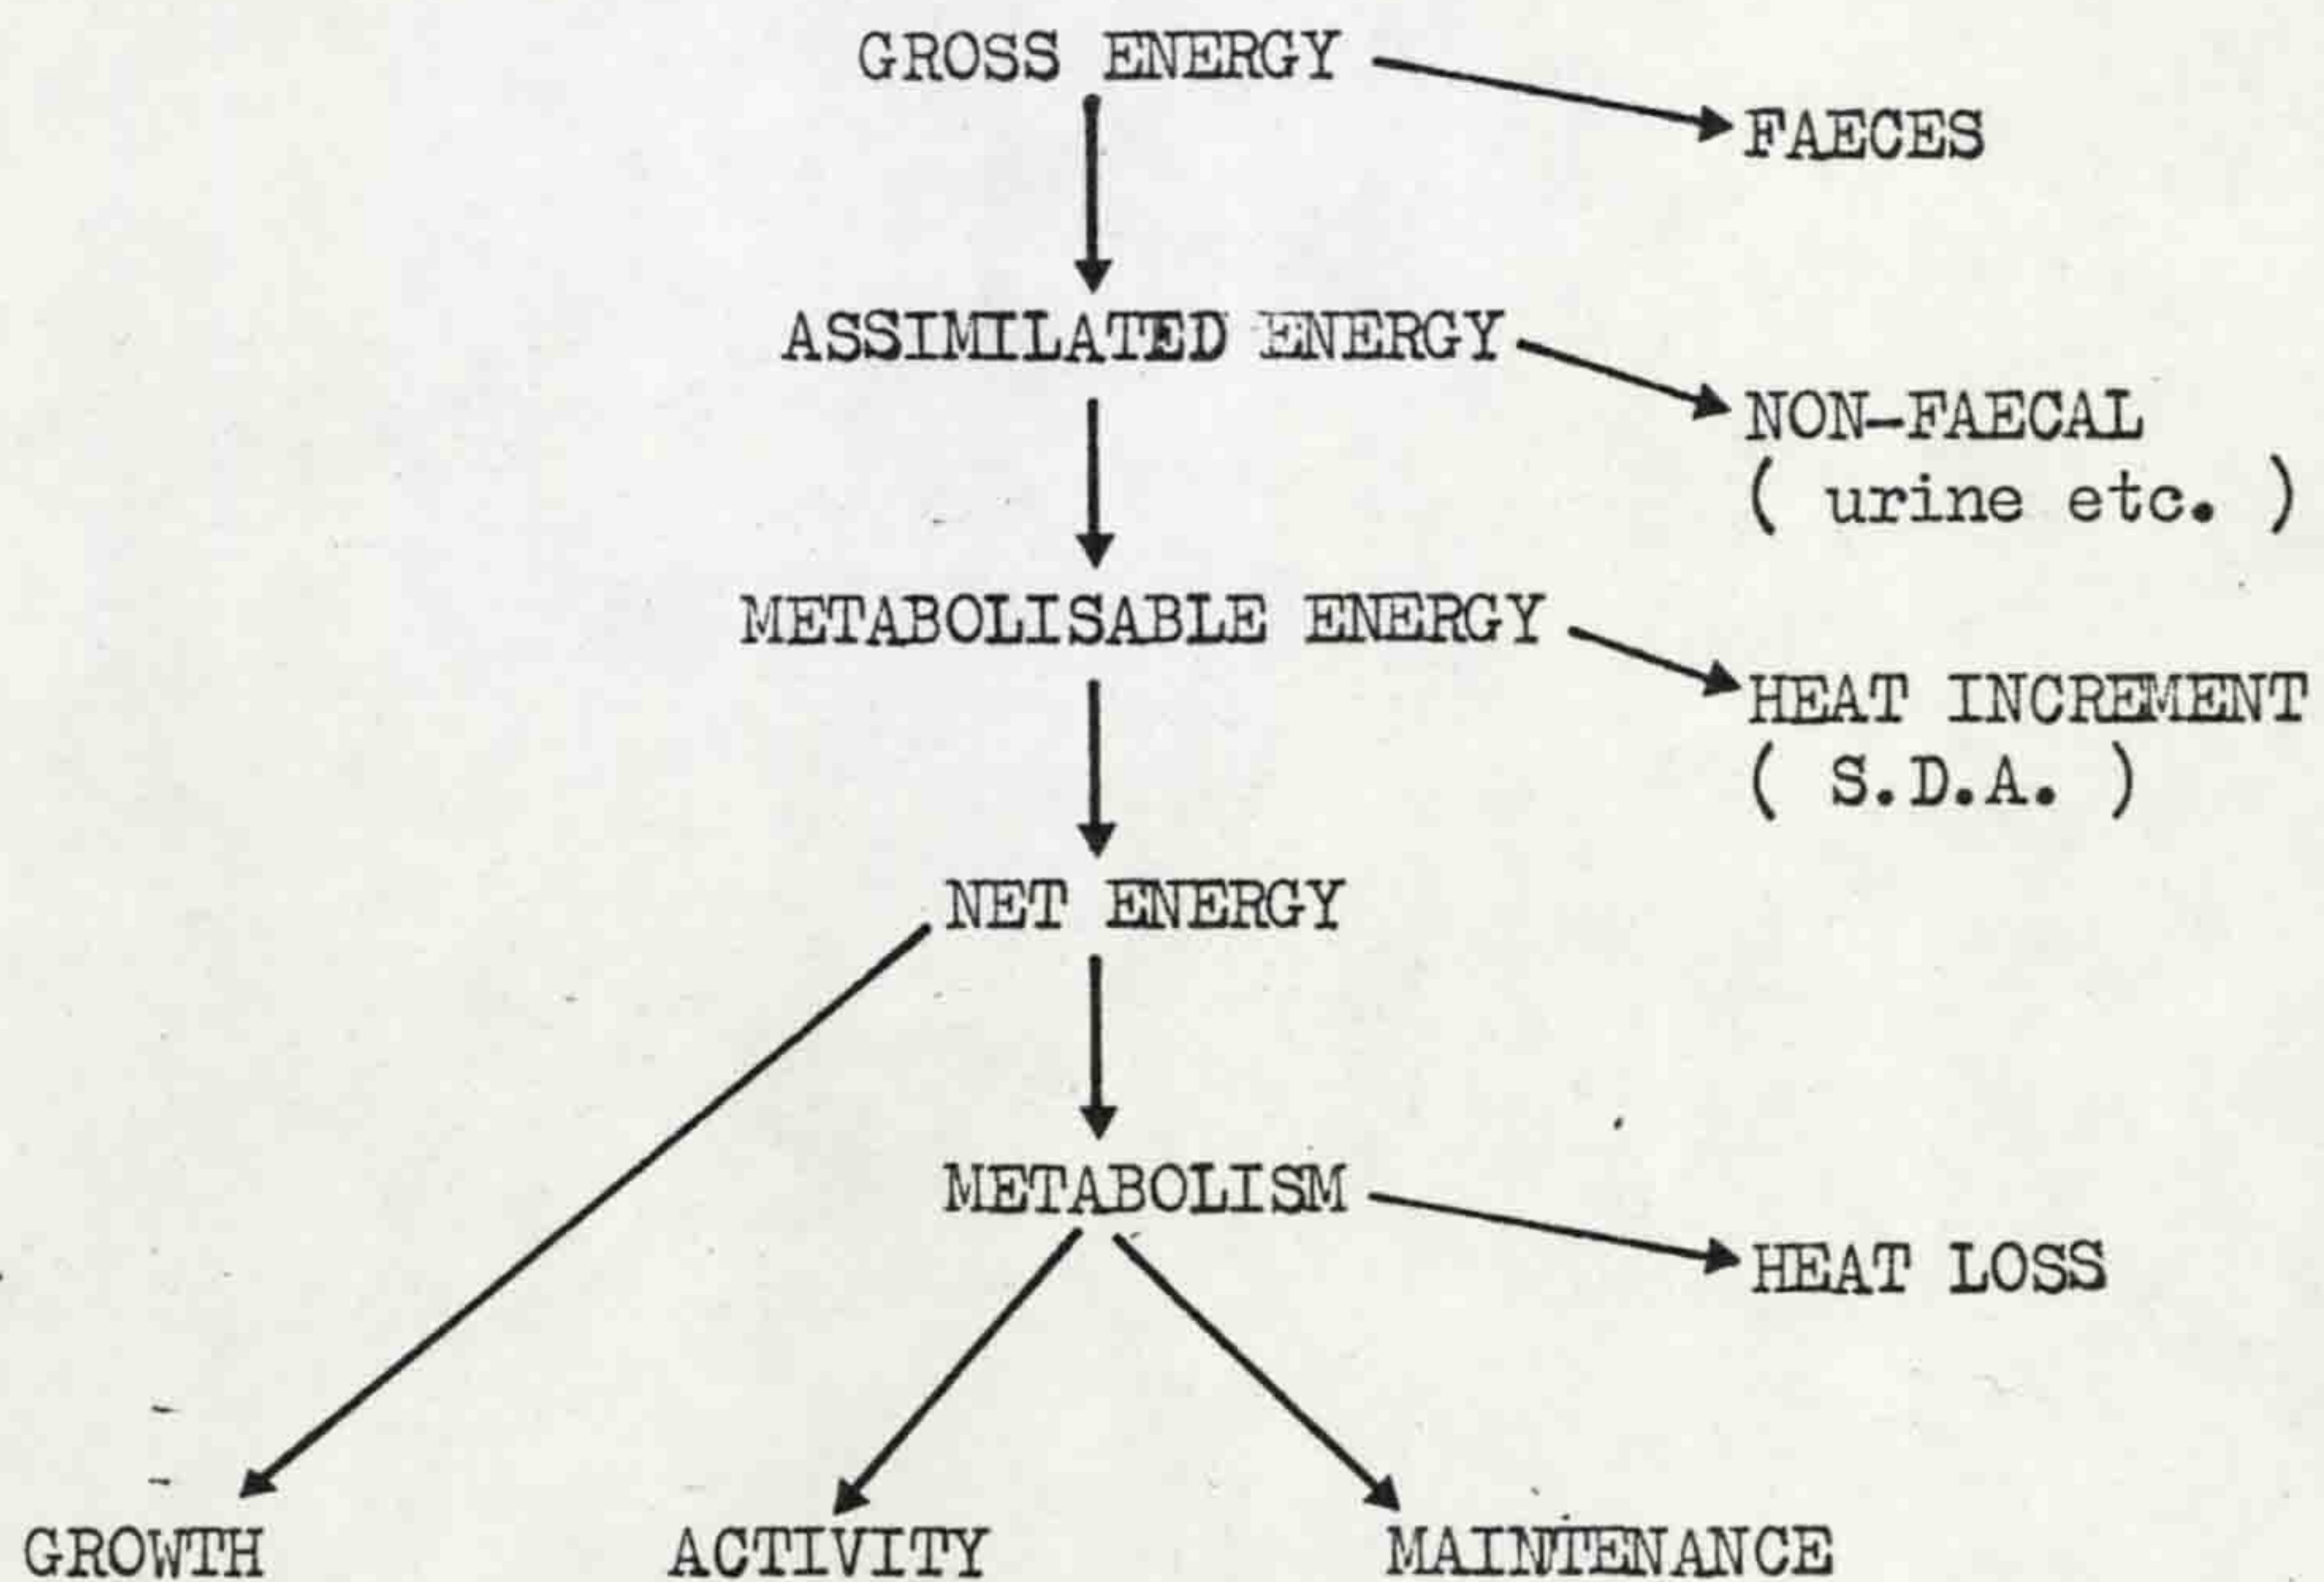 GROSS ENERGY
FAECES
ASSIMILATED ENERGY
NON-FAECAL
( urine etc. )
METABOLISABLE ENERGY
HEAT INCREMENT
( S.D.A. )
NET ENERGY
METABOLISM
HEAT LOSS
GROWTH ACTIVITY MAINTENANCE